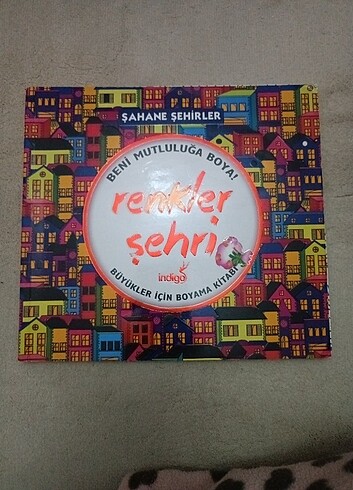 ŞAHANE ŞEHİRLER
BENİ MUTLULUĞA BOYA!
renkler
şehri
indigo
BÜYÜKLER İÇİN BOYAMA KİTABI